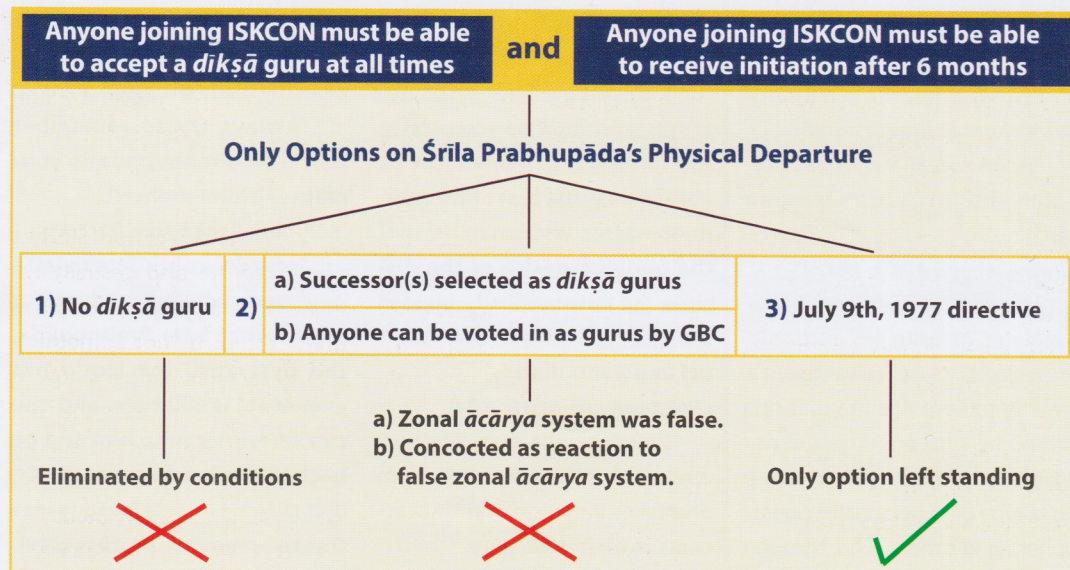 Anyone joining ISKCON must be able
to accept a dīkṣā guru at all times
and
Anyone joining ISKCON must be able
to receive initiation after 6 months
Only Options on Śrīla Prabhupāda's Physical Departure
1) No dīkṣā guru
2)
a) Successor(s) selected as dīkṣā gurus
b) Anyone can be voted in as gurus by GBC
3) July 9th, 1977 directive
Eliminated by conditions
a) Zonal ācārya system was false.
b) Concocted as reaction to
false zonal ācārya system.
Only option left standing